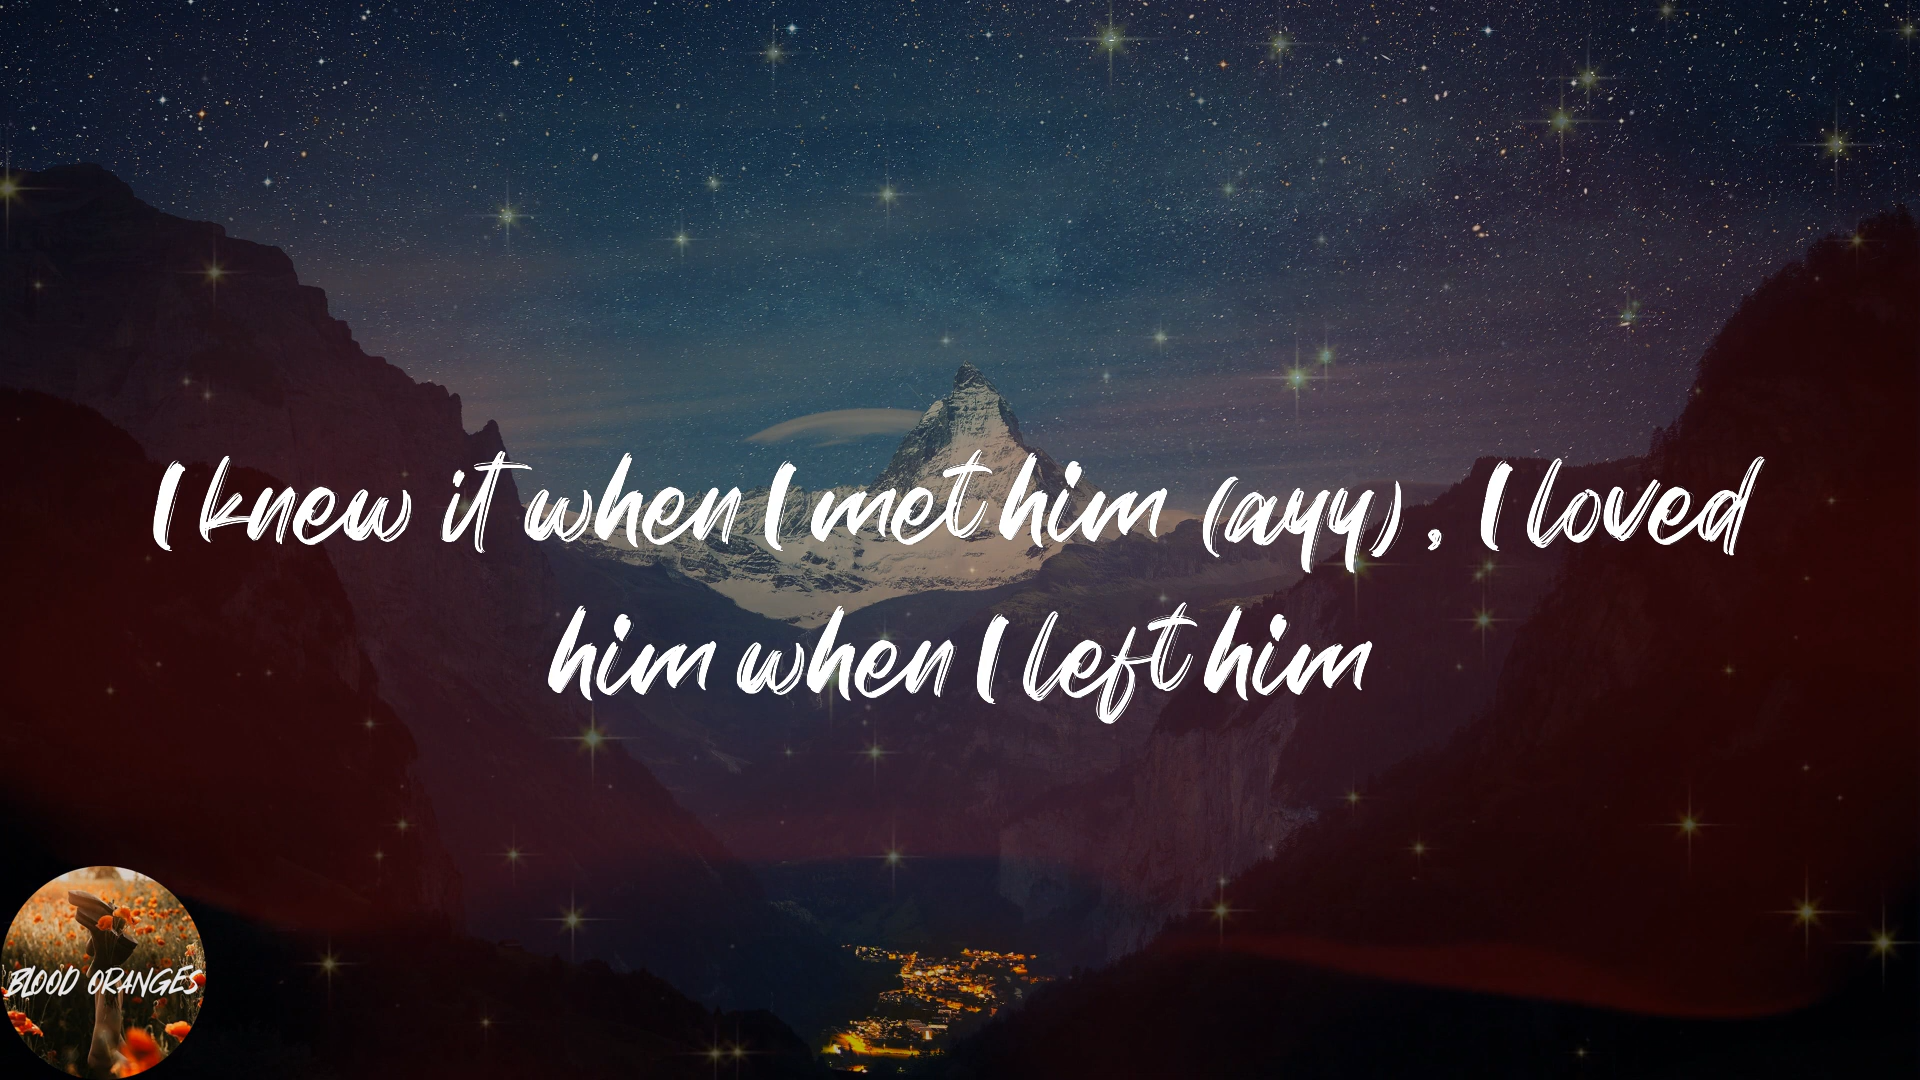 I knew it when I met him (ayy), I loved
him when I left him
BLOOD ORANGES